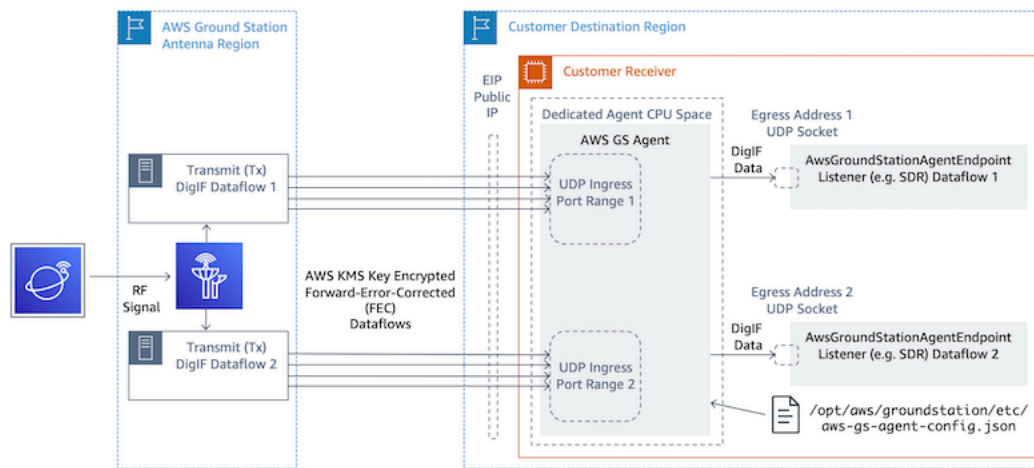 AWS Ground Station
Antenna Region
Customer Destination Region
Customer Receiver
EIP
Public
IP
Dedicated Agent CPU Space
AWS GS Agent
Egress Address 1
UDP Socket
Transmit (Tx)
DigIF Dataflow 1
UDP Ingress
Port Range 1
DigIF
Data
AwsGroundStationAgentEndpoint
Listener (e.g. SDR) Dataflow 1
RF
Signal
AWS KMS Key Encrypted
Forward-Error-Corrected
(FEC)
Dataflows
Egress Address 2
UDP Socket
Transmit (Tx)
DigIF Dataflow 2
UDP Ingress
Port Range 2
DigIF
Data
AwsGroundStationAgentEndpoint
Listener (e.g. SDR) Dataflow 2
/opt/aws/groundstation/etc/
aws-gs-agent-config.json